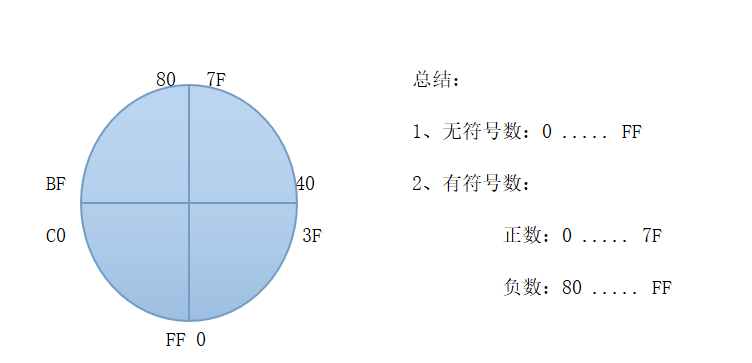 80 7F
总结：
1、无符号数：0 ..... FF
BF
40
2、有符号数：
C0
3F
正数：0 ..... 7F
负数：80 ..... FF
FF 0